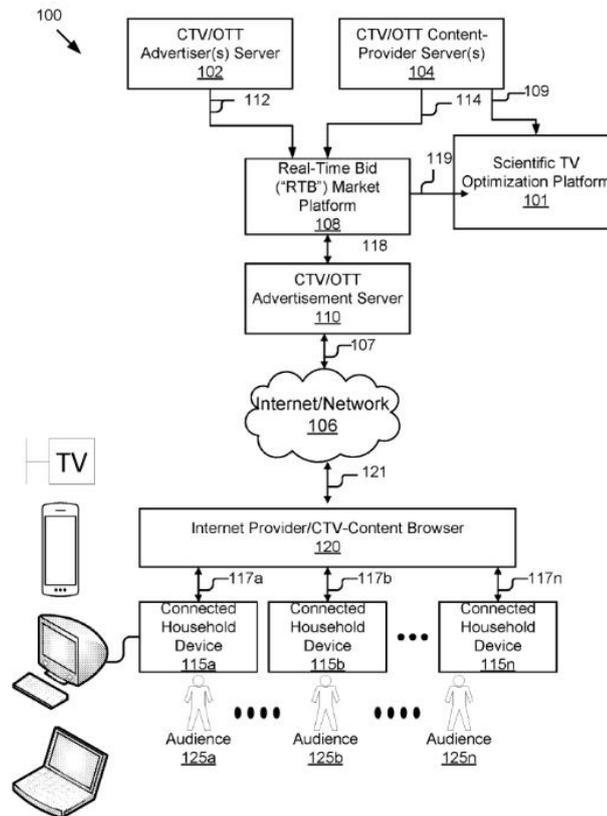 100
CTV/OTT
Advertiser(s) Server
102
CTV/OTT Content-
Provider Server(s)
104
112
114
109
Real-Time Bid
("RTB") Market
Platform
108
119
Scientific TV
Optimization Platform
101
118
CTV/OTT
Advertisement Server
110
107
Internet/Network
106
TV
121
Internet Provider/CTV-Content Browser
120
117a
117b
117n
Connected
Household
Device
115a
Connected
Household
Device
115b
Connected
Household
Device
115n
Audience
125a
Audience
125b
Audience
125n